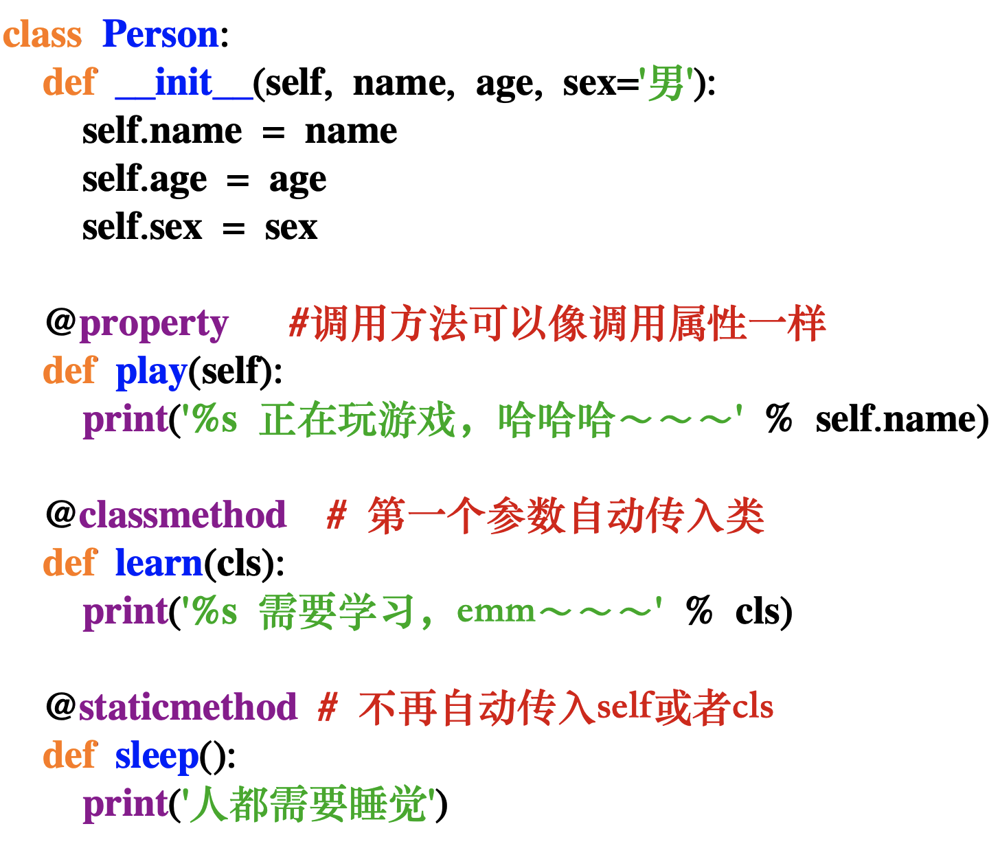 class Person:
  def __init__(self, name, age, sex='男'):
    self.name = name
    self.age = age
    self.sex = sex

  @property   #调用方法可以像调用属性一样
  def play(self):
    print('%s 正在玩游戏，哈哈哈～～～' % self.name)

  @classmethod  # 第一个参数自动传入类
  def learn(cls):
    print('%s 需要学习，emm～～～' % cls)

  @staticmethod # 不再自动传入self或者cls
  def sleep():
    print('人都需要睡觉')